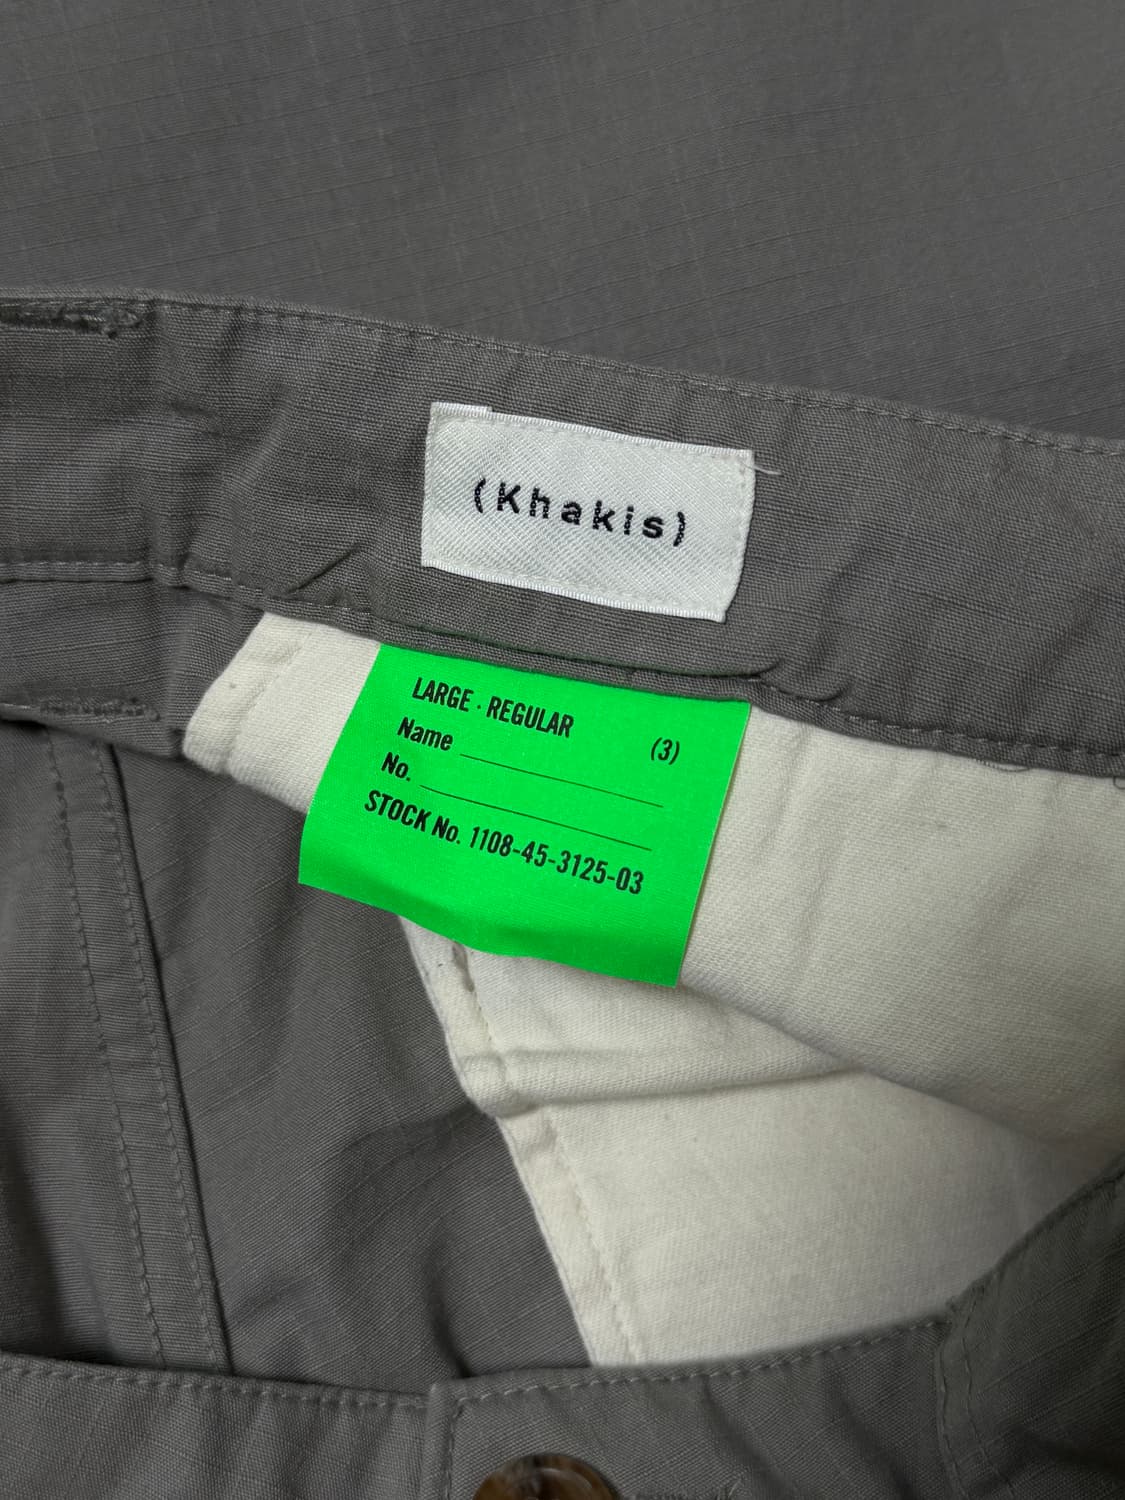 (Khakis)
LARGE · REGULAR
(3)
Name
No.
STOCK No. 1108-45-3125-03